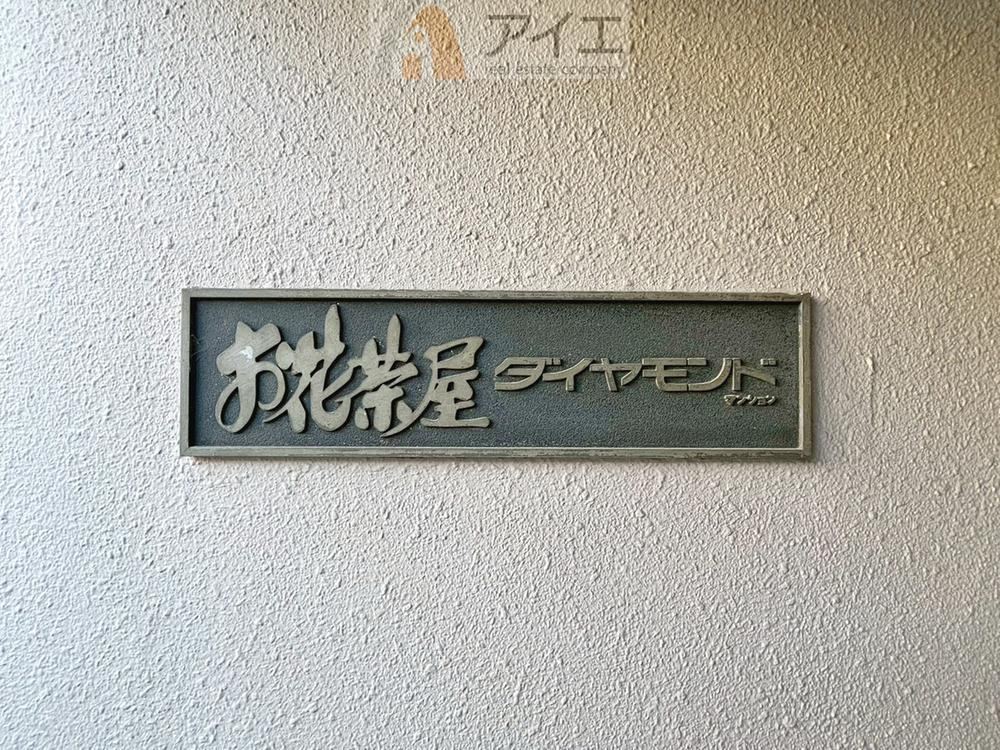 アイエ
real estate company
お花茶屋 ダイヤモンド
マンション